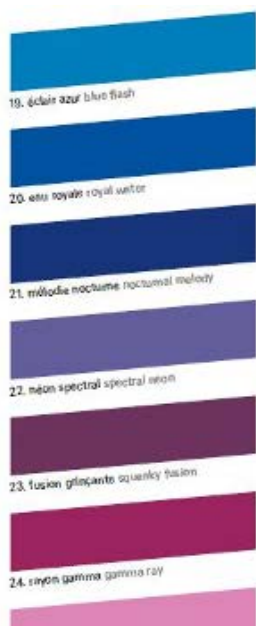 19. éclair azur blue flash
20. eau royale royal water
21. mélodie nocturne nocturnal melody
22. néon spectral spectral neon
23. fusion grinçante squeaky fusion
24. rayon gamma gamma ray